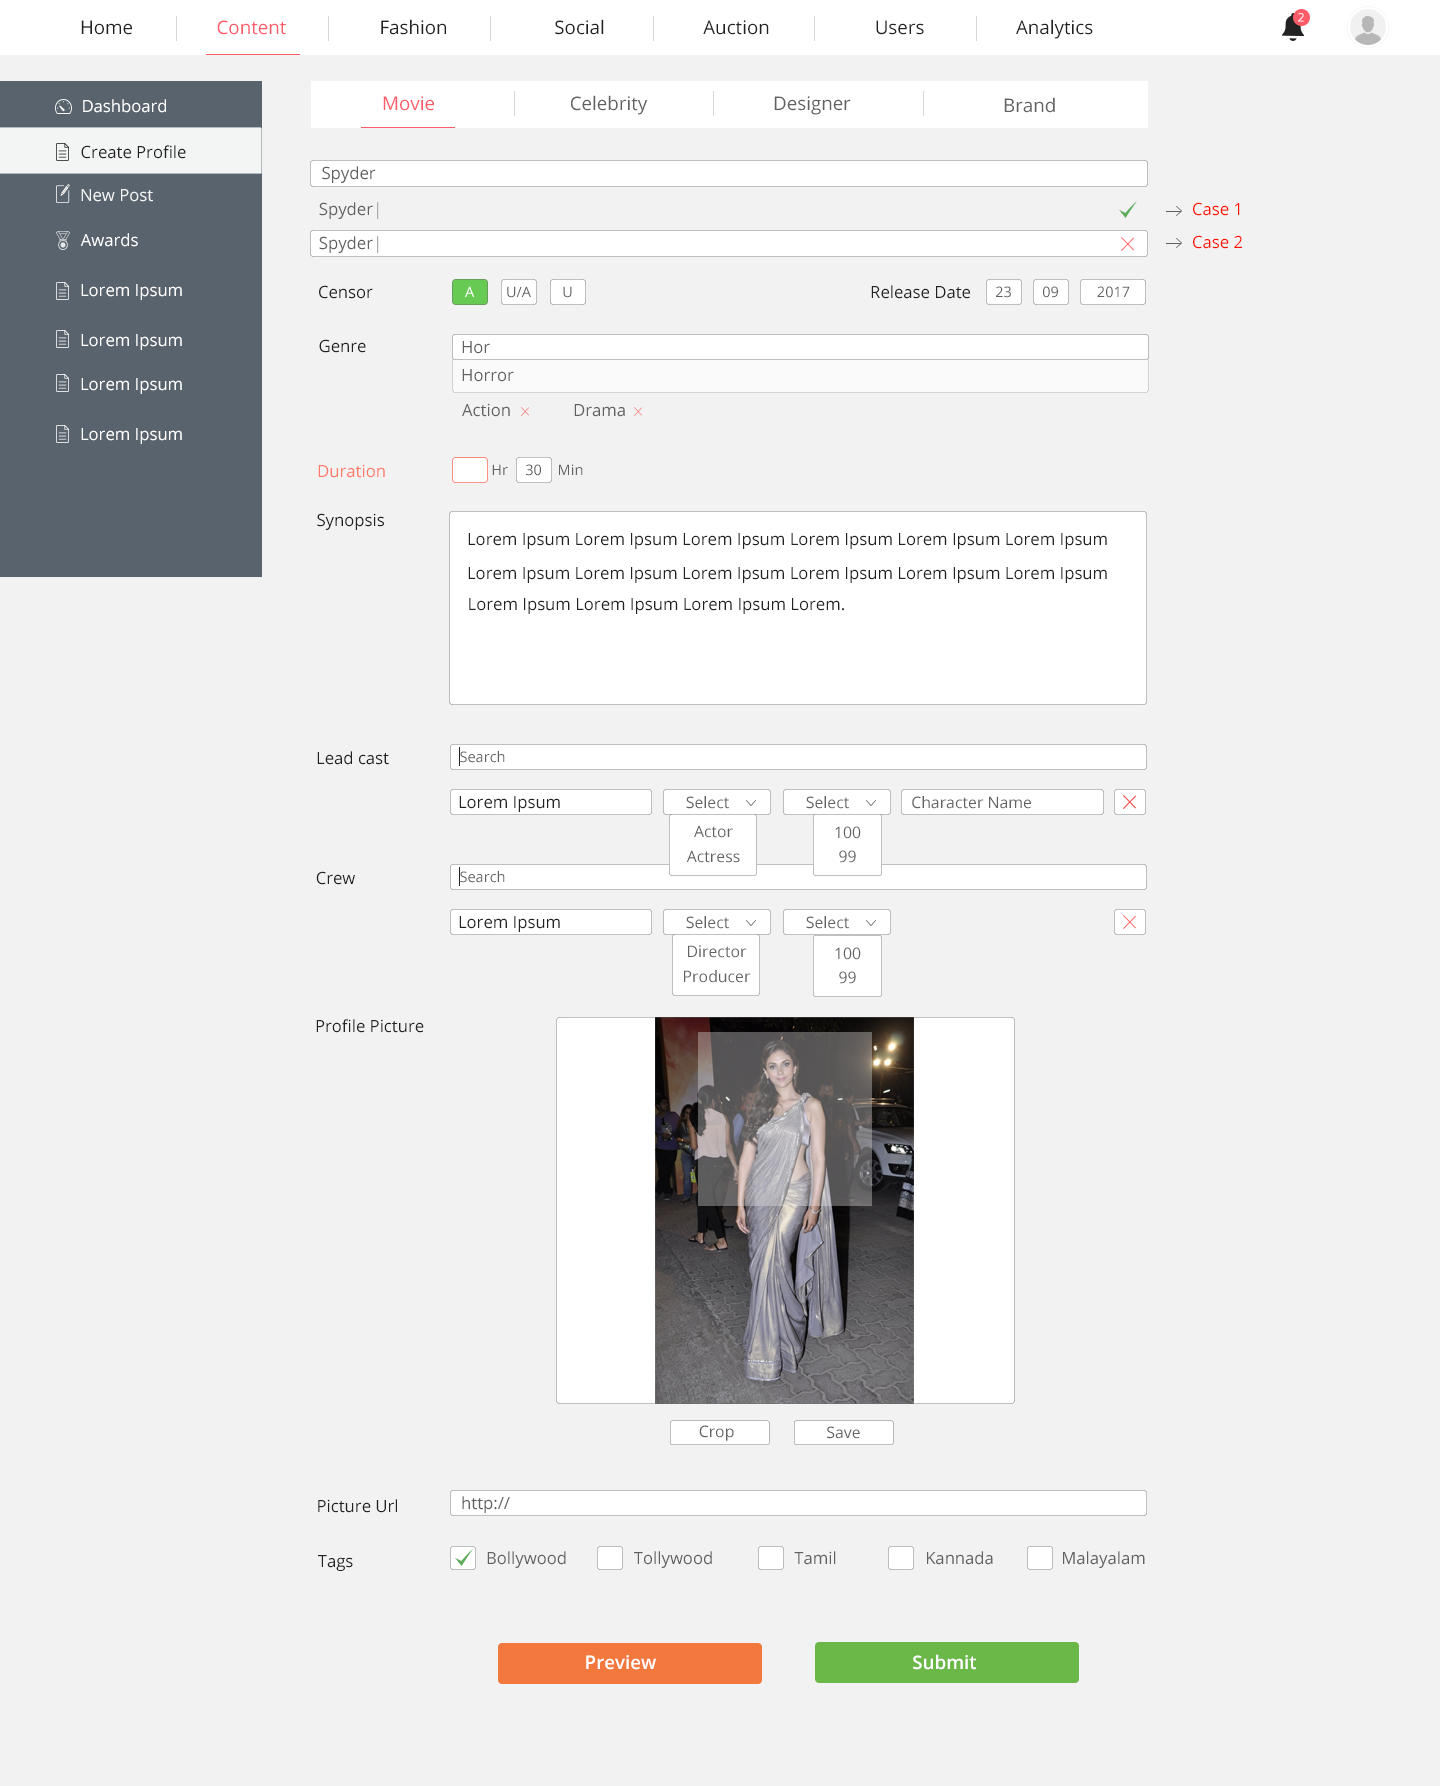 Home Content Fashion Social Auction Users Analytics 2
Dashboard
Create Profile
New Post
Awards
Lorem Ipsum
Lorem Ipsum
Lorem Ipsum
Lorem Ipsum
Movie Celebrity Designer Brand
Spyder
Spyder Case 1
Spyder Case 2
Censor A U/A U Release Date 23 09 2017
Genre Hor
Horror
Action Drama
Duration Hr 30 Min
Synopsis
Lorem Ipsum Lorem Ipsum Lorem Ipsum Lorem Ipsum Lorem Ipsum Lorem Ipsum
Lorem Ipsum Lorem Ipsum Lorem Ipsum Lorem Ipsum Lorem Ipsum Lorem Ipsum
Lorem Ipsum Lorem Ipsum Lorem Ipsum Lorem.
Lead cast Search
Lorem Ipsum Select Select Character Name
Actor 100
Actress 99
Crew Search
Lorem Ipsum Select Select
Director 100
Producer 99
Profile Picture
Crop Save
Picture Url http://
Tags Bollywood Tollywood Tamil Kannada Malayalam
Preview Submit